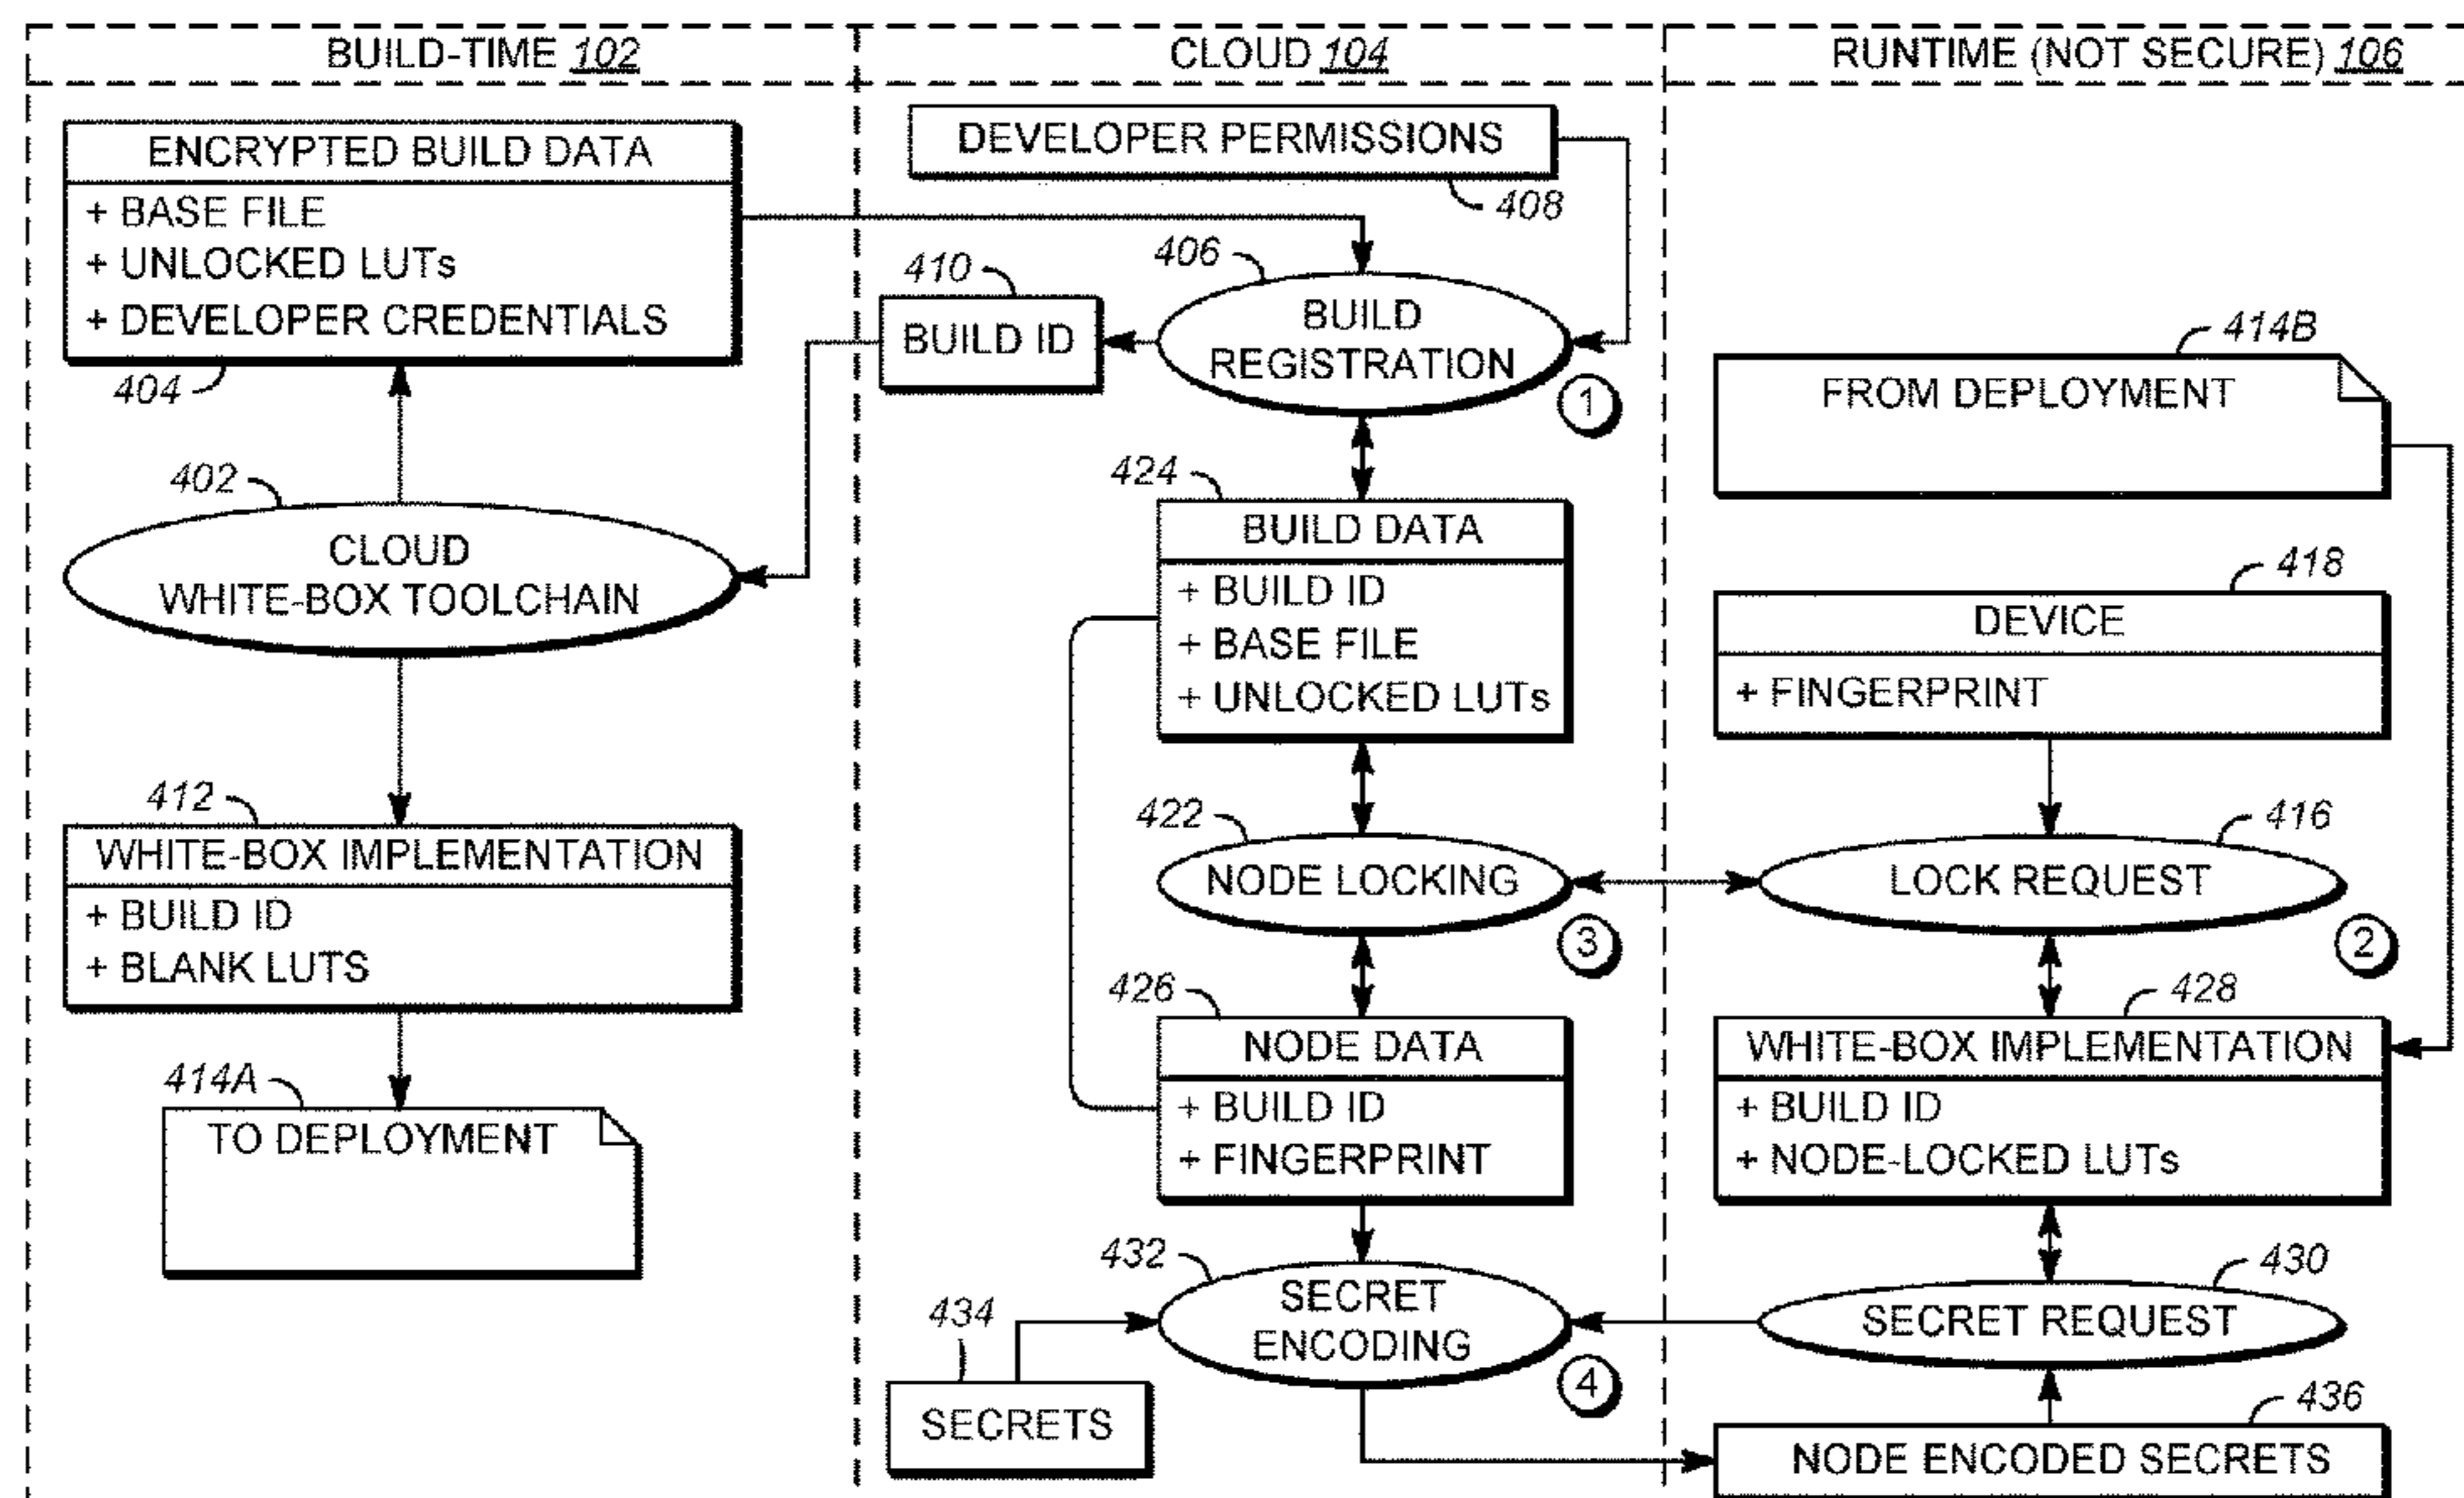 BUILD-TIME 102
CLOUD 104
RUNTIME (NOT SECURE) 106
ENCRYPTED BUILD DATA
+ BASE FILE
+ UNLOCKED LUTs
+ DEVELOPER CREDENTIALS
404
402
CLOUD
WHITE-BOX TOOLCHAIN
412
WHITE-BOX IMPLEMENTATION
+ BUILD ID
+ BLANK LUTS
414A
TO DEPLOYMENT
DEVELOPER PERMISSIONS
408
406
410
BUILD ID
BUILD
REGISTRATION
1
424
BUILD DATA
+ BUILD ID
+ BASE FILE
+ UNLOCKED LUTs
422
NODE LOCKING
3
426
NODE DATA
+ BUILD ID
+ FINGERPRINT
432
SECRET
ENCODING
4
434
SECRETS
414B
FROM DEPLOYMENT
418
DEVICE
+ FINGERPRINT
416
LOCK REQUEST
2
428
WHITE-BOX IMPLEMENTATION
+ BUILD ID
+ NODE-LOCKED LUTs
430
SECRET REQUEST
436
NODE ENCODED SECRETS